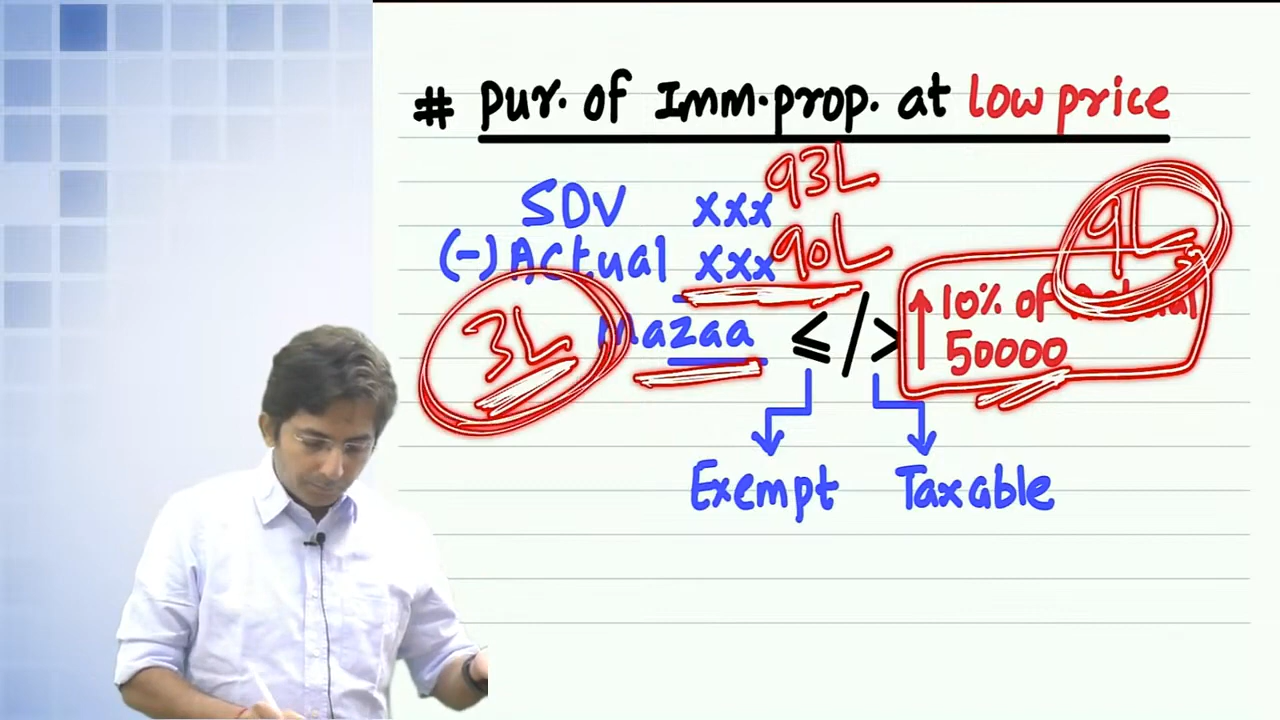 # Pur. of Imm.prop. at low price
SDV xxx 93L
(-) Actual xxx 90L
3L Mazaa ≤/> ↑ 10% of Actual 9L
50000
Exempt Taxable